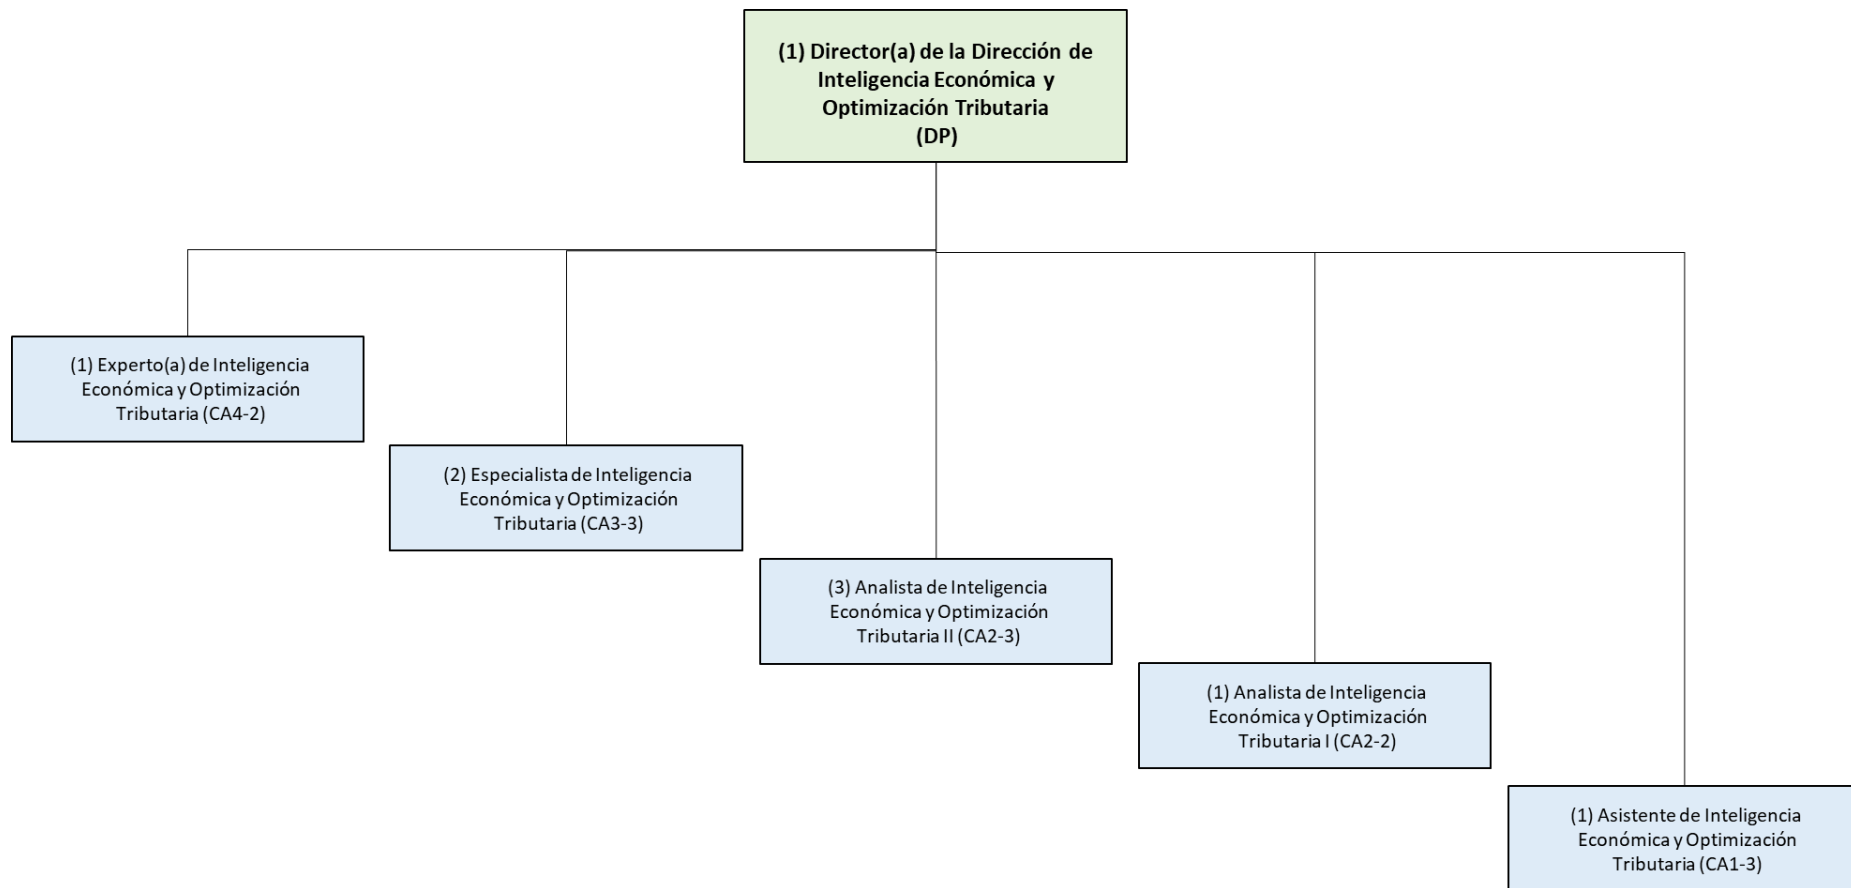 (1) Director(a) de la Dirección de
Inteligencia Económica y
Optimización Tributaria
(DP)
(1) Experto(a) de Inteligencia
Económica y Optimización
Tributaria (CA4-2)
(2) Especialista de Inteligencia
Económica y Optimización
Tributaria (CA3-3)
(3) Analista de Inteligencia
Económica y Optimización
Tributaria II (CA2-3)
(1) Analista de Inteligencia
Económica y Optimización
Tributaria I (CA2-2)
(1) Asistente de Inteligencia
Económica y Optimización
Tributaria (CA1-3)